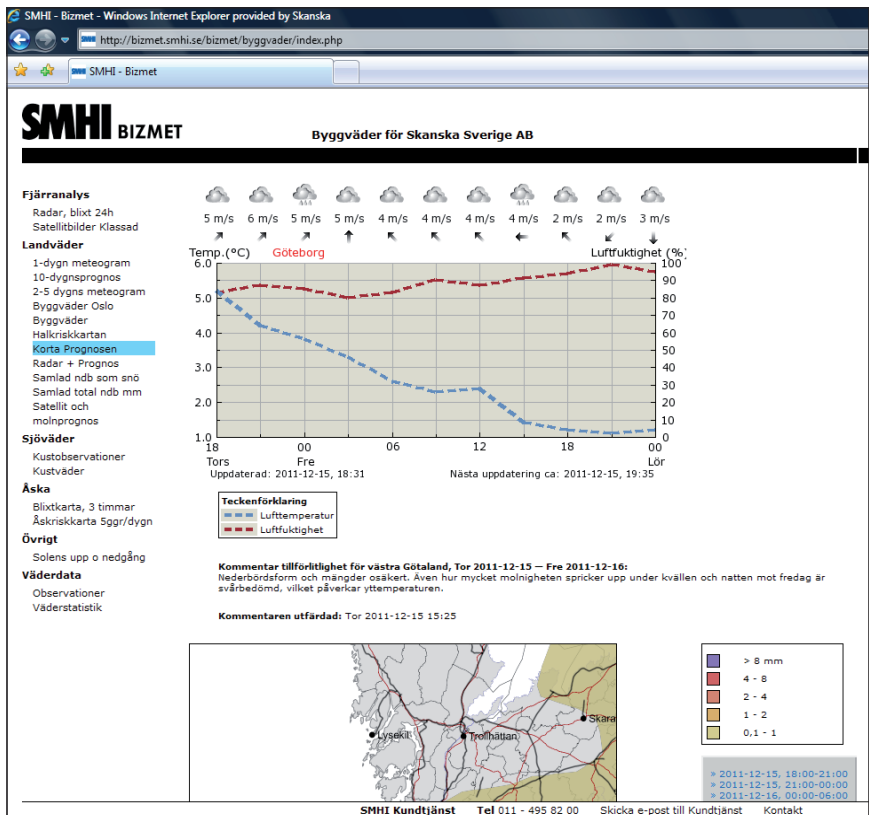 SMHI - Bizmet - Windows Internet Explorer provided by Skanska
http://bizmet.smhi.se/bizmet/byggvader/index.php
SMHI - Bizmet
SMHI BIZMET
Byggväder för Skanska Sverige AB
Fjärranalys
Radar, blixt 24h
Satellitbilder Klassad
Landväder
1-dygn meteogram
10-dygnsprognos
2-5 dygns meteogram
Byggväder Oslo
Byggväder
Halkriskkartan
Korta Prognosen
Radar + Prognos
Samlad ndb som snö
Samlad total ndb mm
Satellit och
molnprognos
Sjöväder
Kustobservationer
Kustväder
Åska
Blixtkarta, 3 timmar
Åskriskkarta 5ggr/dygn
Övrigt
Solens upp o nedgång
Väderdata
Observationer
Väderstatistik
5 m/s 6 m/s 5 m/s 5 m/s 4 m/s 4 m/s 4 m/s 4 m/s 2 m/s 2 m/s 3 m/s
Temp.(°C) Göteborg Luftfuktighet (%)
6.0 100
90
5.0 80
70
4.0 60
50
3.0 40
30
2.0 20
10
1.0 0
18 00 06 12 18 00
Tors Fre Lör
Uppdaterad: 2011-12-15, 18:31 Nästa uppdatering ca: 2011-12-15, 19:35
Teckenförklaring
Lufttemperatur
Luftfuktighet
Kommentar tillförlitlighet för västra Götaland, Tor 2011-12-15 — Fre 2011-12-16:
Nederbördsform och mängder osäkert. Även hur mycket molnigheten spricker upp under kvällen och natten mot fredag är
svårbedömd, vilket påverkar yttemperaturen.
Kommentaren utfärdad: Tor 2011-12-15 15:25
Lysekil
Trollhättan
Skara
> 8 mm
4 - 8
2 - 4
1 - 2
0,1 - 1
» 2011-12-15, 18:00-21:00
» 2011-12-15, 21:00-00:00
» 2011-12-16, 00:00-06:00
SMHI Kundtjänst Tel 011 - 495 82 00 Skicka e-post till Kundtjänst Kontakt